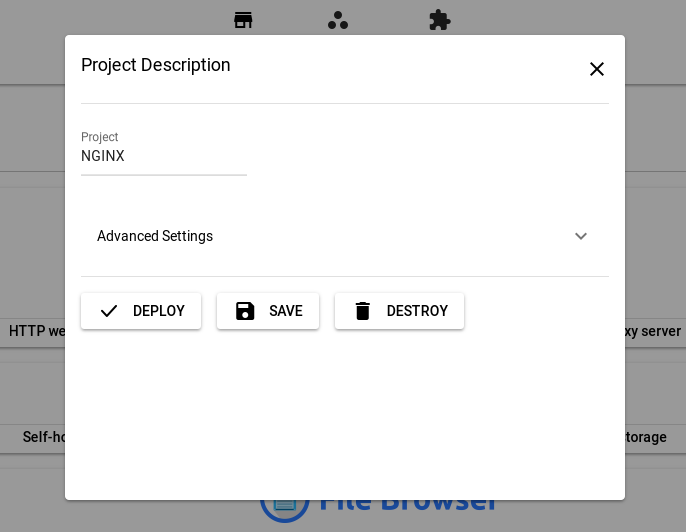 Project Description
Project
NGINX
Advanced Settings
DEPLOY SAVE DESTROY
HTTP we
xy server
Self-ho
torage
File Browser